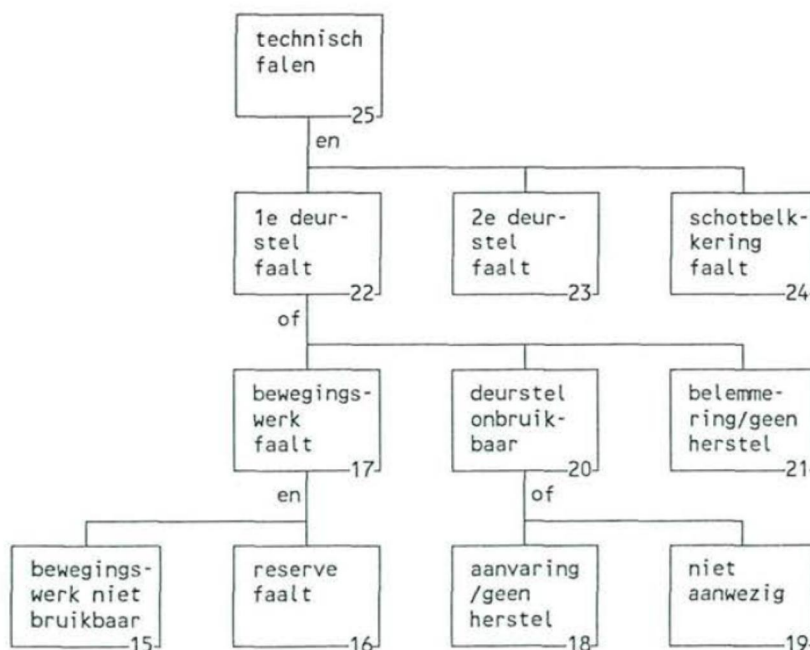 technisch
falen
25
en
1e deur-
stel
faalt
22
2e deur-
stel
faalt
23
schotbelk-
kering
faalt
24
of
bewegings-
werk
faalt
17
deurstel
onbruik-
baar
20
belemme-
ring/geen
herstel
21
en
of
bewegings-
werk niet
bruikbaar
15
reserve
faalt
16
aanvaring
/geen
herstel
18
niet
aanwezig
19